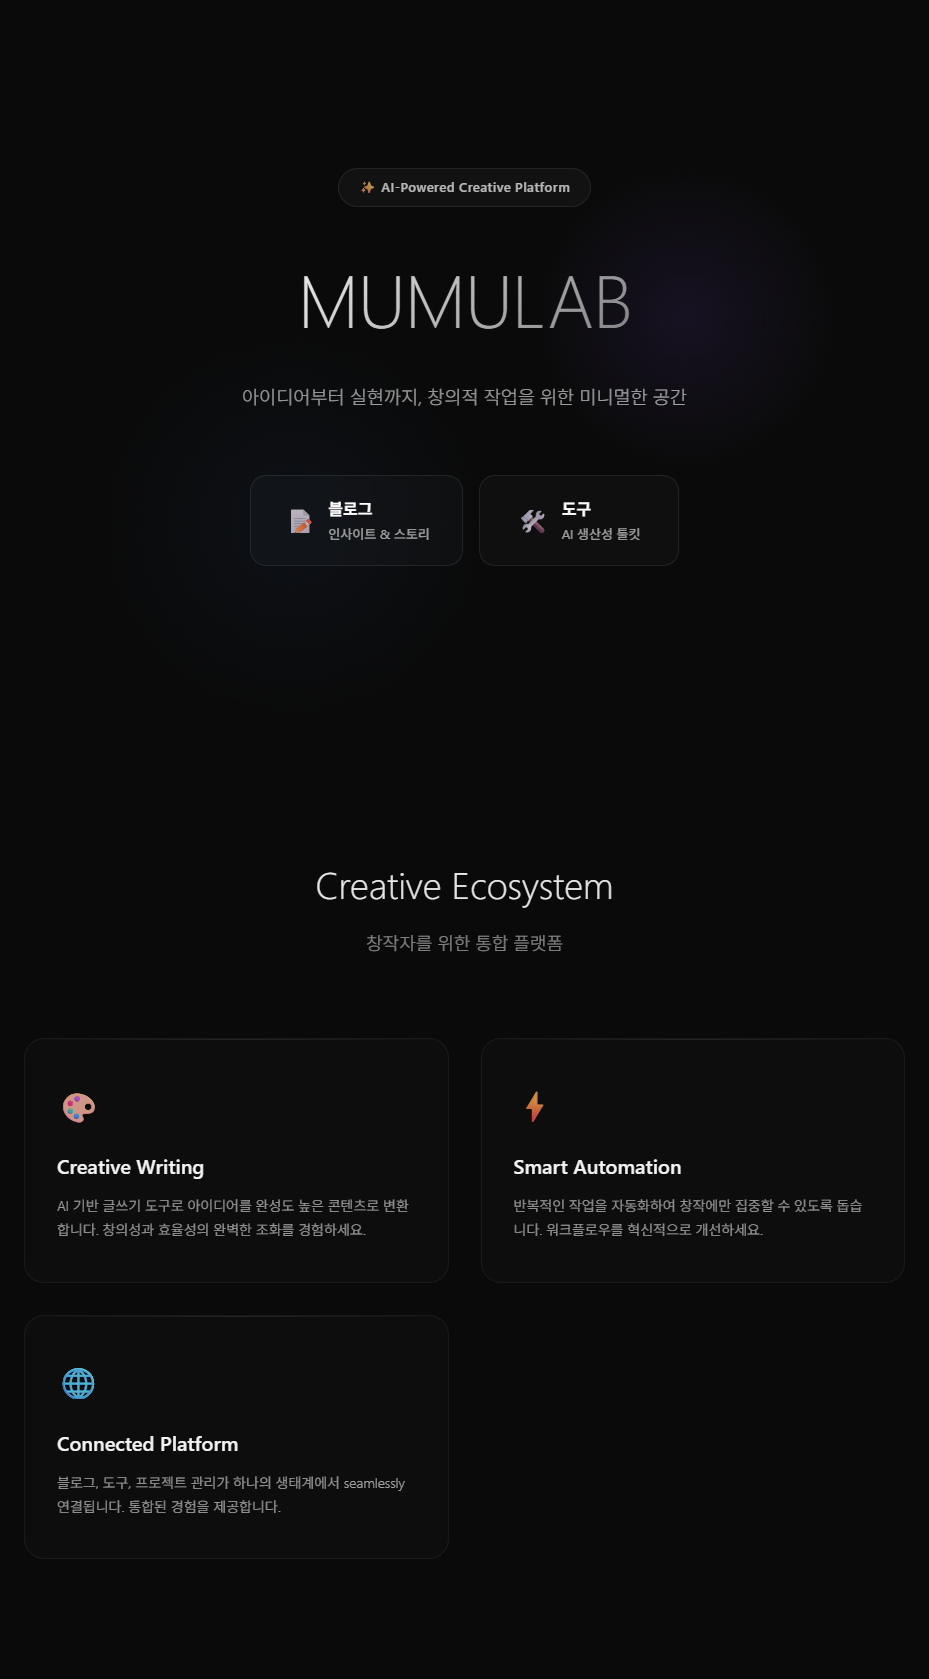 AI-Powered Creative Platform
MUMULAB
아이디어부터 실현까지, 창의적 작업을 위한 미니멀한 공간
블로그
인사이트 & 스토리
도구
AI 생산성 툴킷
Creative Ecosystem
창작자를 위한 통합 플랫폼
Creative Writing
AI 기반 글쓰기 도구로 아이디어를 완성도 높은 콘텐츠로 변환
합니다. 창의성과 효율성의 완벽한 조화를 경험하세요.
Smart Automation
반복적인 작업을 자동화하여 창작에만 집중할 수 있도록 돕습
니다. 워크플로우를 혁신적으로 개선하세요.
Connected Platform
블로그, 도구, 프로젝트 관리가 하나의 생태계에서 seamlessly
연결됩니다. 통합된 경험을 제공합니다.